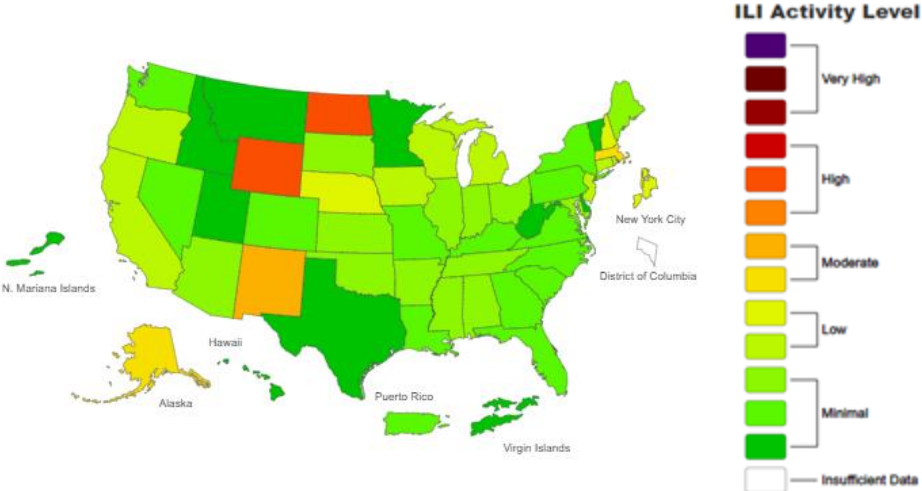 ILI Activity Level
Very High
High
Moderate
Low
Minimal
Insufficient Data
New York City
District of Columbia
N. Mariana Islands
Hawaii
Alaska
Puerto Rico
Virgin Islands